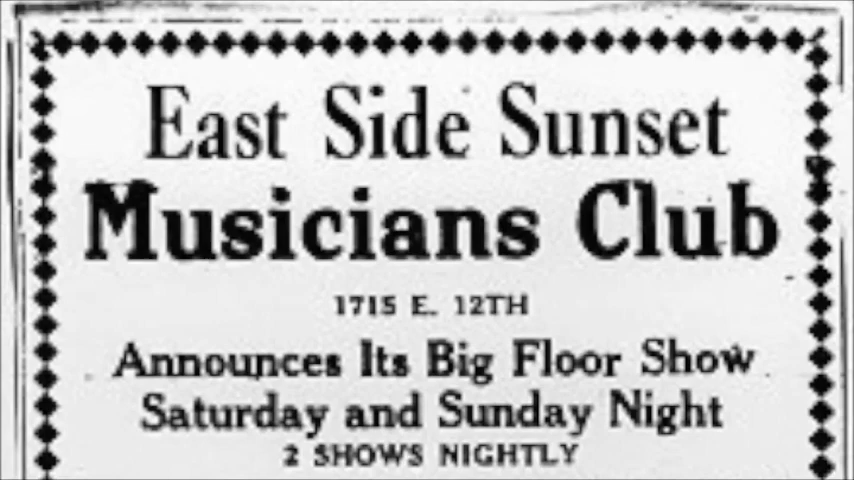 East Side Sunset
Musicians Club
1715 E. 12TH
Announces Its Big Floor Show
Saturday and Sunday Night
2 SHOWS NIGHTLY